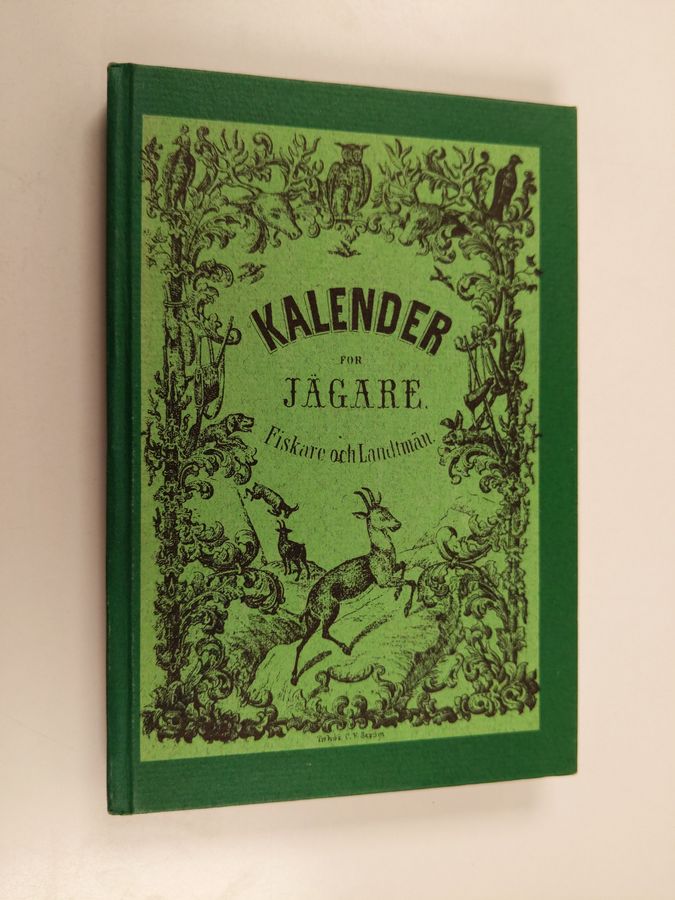 KALENDER
FÖR
JÄGARE.
Fiskare och Landtmän.